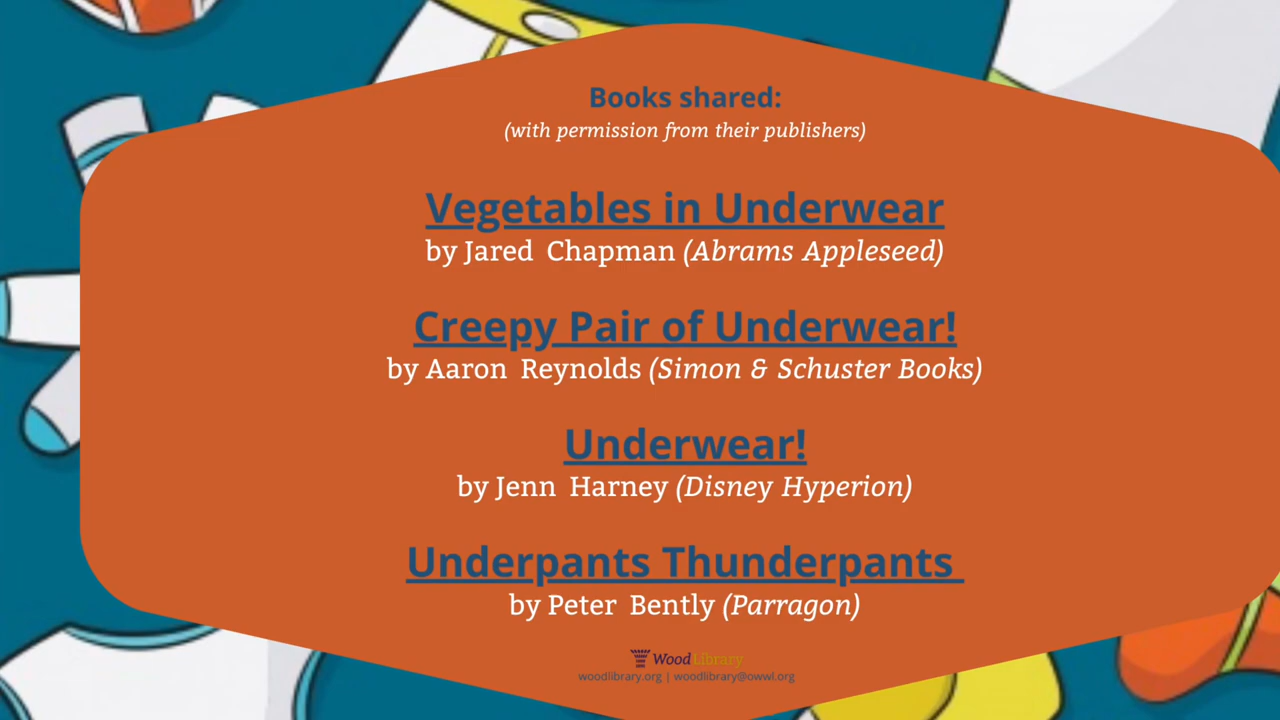 Books shared:
(with permission from their publishers)
Vegetables in Underwear
by Jared Chapman (Abrams Appleseed)
Creepy Pair of Underwear!
by Aaron Reynolds (Simon & Schuster Books)
Underwear!
by Jenn Harney (Disney Hyperion)
Underpants Thunderpants
by Peter Bently (Parragon)
Wood Library
woodlibrary.org | woodlibrary@owwl.org